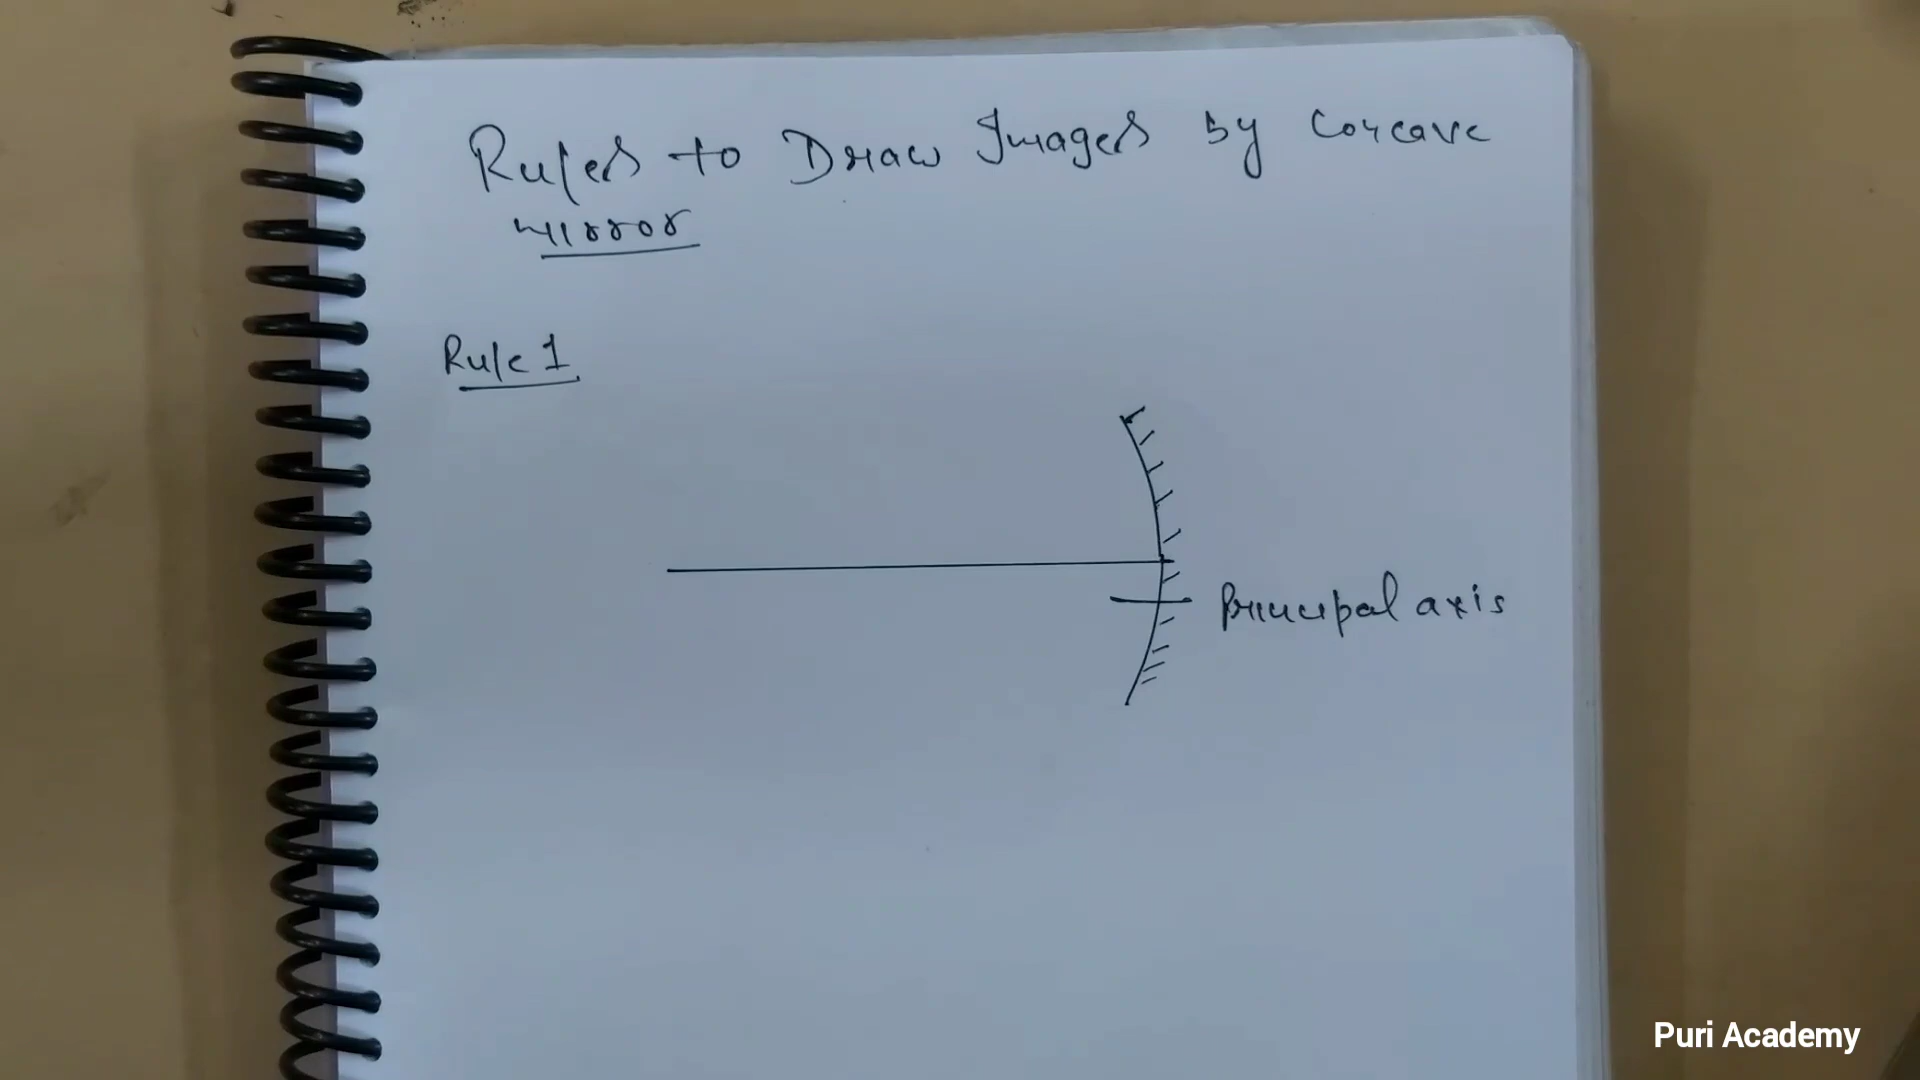 Rules to Draw Images by Concave
mirror
Rule 1
Principal axis
Puri Academy